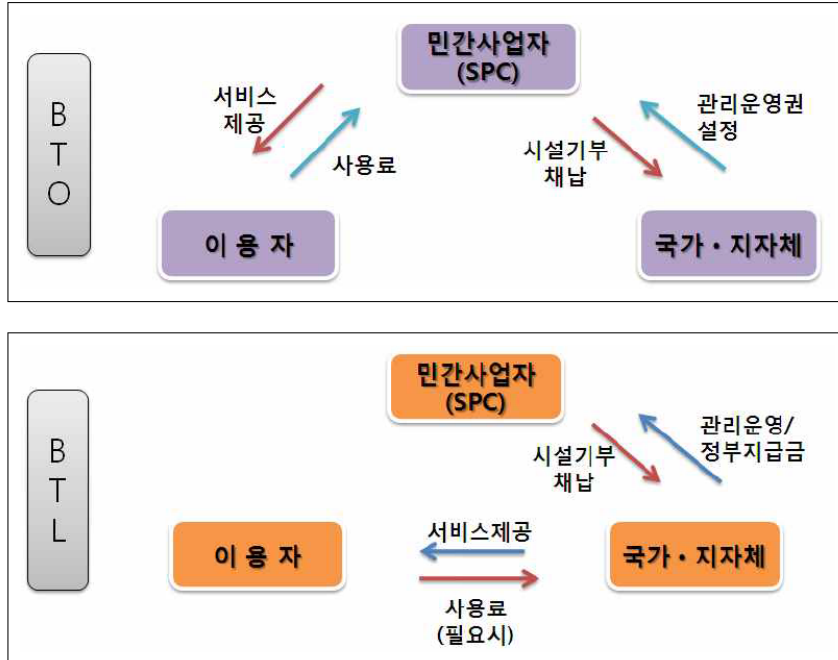 BTO
민간사업자
(SPC)
서비스
제공
사용료
시설기부
채납
관리운영권
설정
이 용 자
국가・지자체
BTL
민간사업자
(SPC)
시설기부
채납
관리운영/
정부지급금
서비스제공
이 용 자
국가・지자체
사용료
(필요시)